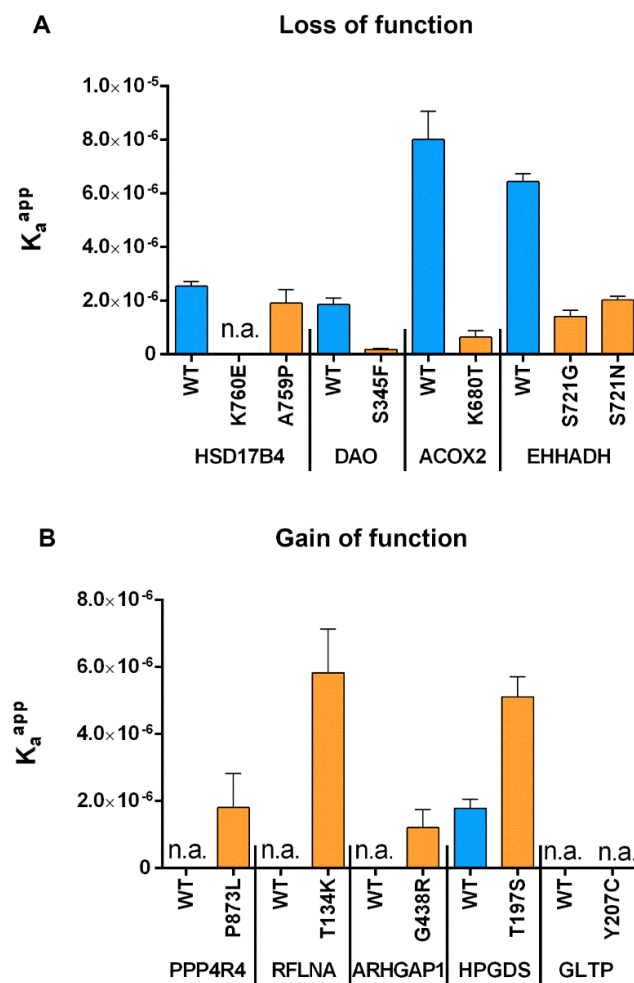 A Loss of function
1.0× 10⁻⁵
8.0× 10⁻⁶
6.0× 10⁻⁶
4.0× 10⁻⁶
2.0× 10⁻⁶
0
Kₐᵃᵖᵖ
n.a.
WT K760E A759P WT S345F WT K680T WT S721G S721N
HSD17B4 DAO ACOX2 EHHADH
B Gain of function
8.0× 10⁻⁶
6.0× 10⁻⁶
4.0× 10⁻⁶
2.0× 10⁻⁶
0
Kₐᵃᵖᵖ
n.a. n.a. n.a. n.a. n.a.
WT P873L WT T134K WT G438R WT T197S WT Y207C
PPP4R4 RFLNA ARHGAP1 HPGDS GLTP